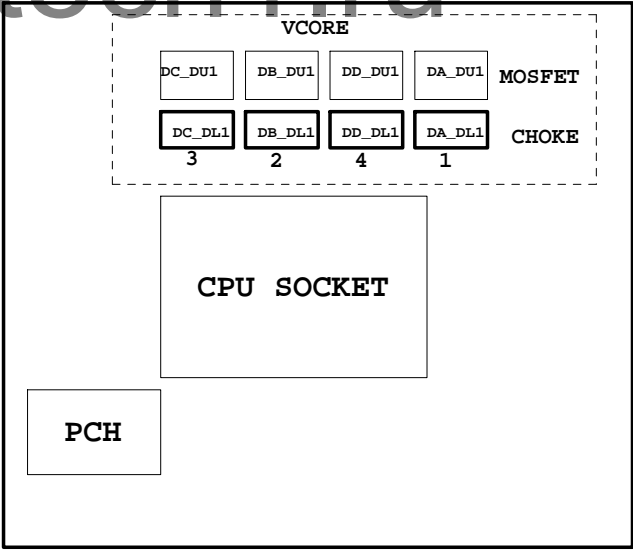 VCORE
DC_DU1 DB_DU1 DD_DU1 DA_DU1 MOSFET
DC_DL1 DB_DL1 DD_DL1 DA_DL1 CHOKE
3 2 4 1
CPU SOCKET
PCH